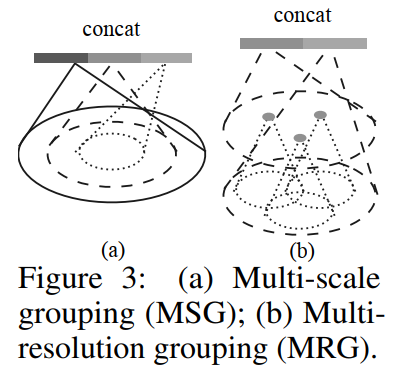 concat
concat
(a)
(b)
Figure 3: (a) Multi-scale
grouping (MSG); (b) Multi-
resolution grouping (MRG).